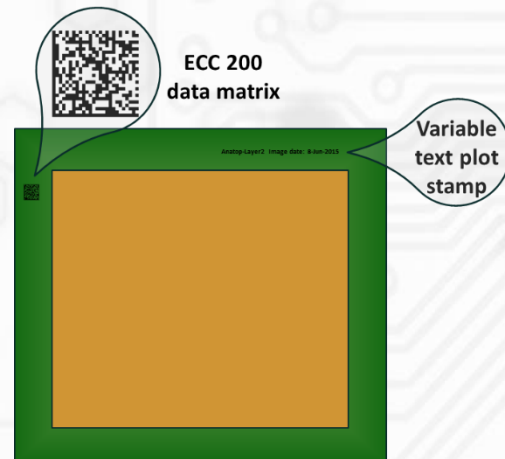 ECC 200
data matrix
Anatop-Layer2 Image date: 8-Jun-2015
Variable
text plot
stamp